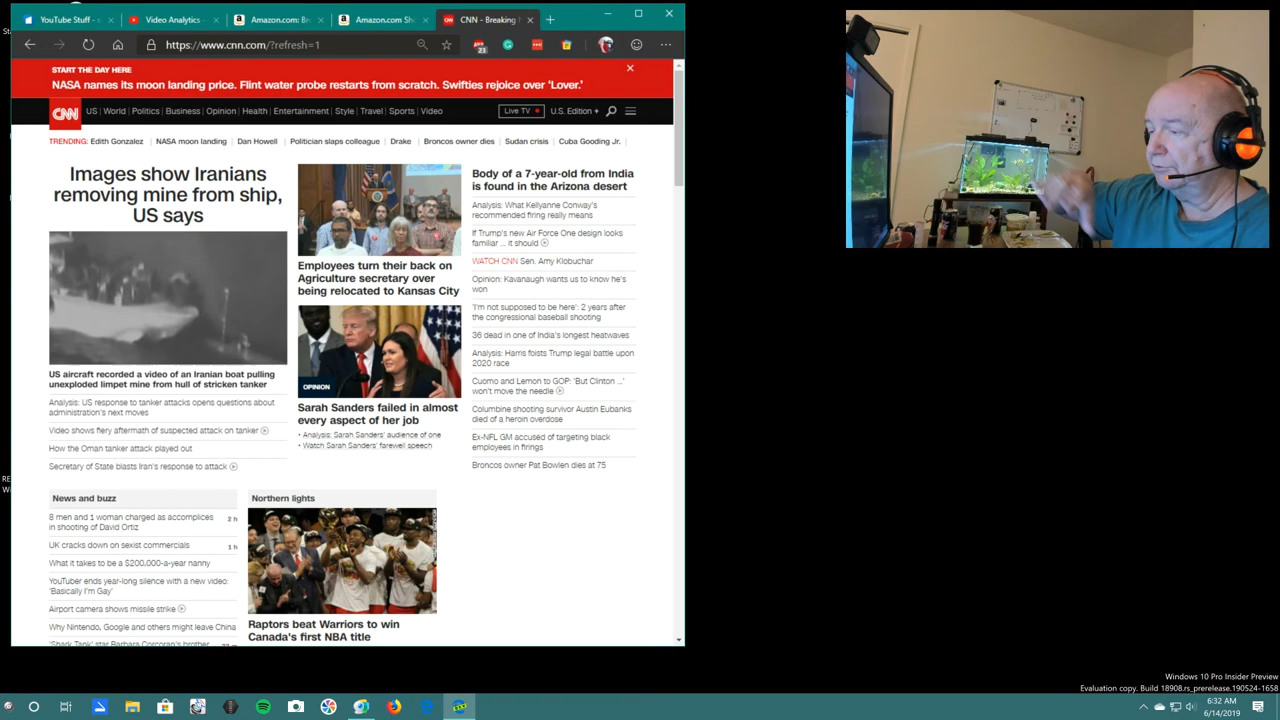 YouTube Stuff - s
Video Analytics -
Amazon.com: Br
Amazon.com Sh
CNN - Breaking N
https://www.cnn.com/?refresh=1
23
START THE DAY HERE
NASA names its moon landing price. Flint water probe restarts from scratch. Swifties rejoice over 'Lover.'
CNN
US World Politics Business Opinion Health Entertainment Style Travel Sports Video
Live TV
U.S. Edition +
TRENDING: Edith Gonzalez NASA moon landing Dan Howell Politician slaps colleague Drake Broncos owner dies Sudan crisis Cuba Gooding Jr.
Images show Iranians
removing mine from ship,
US says
US aircraft recorded a video of an Iranian boat pulling
unexploded limpet mine from hull of stricken tanker
Analysis: US response to tanker attacks opens questions about
administration's next moves
Video shows fiery aftermath of suspected attack on tanker
How the Oman tanker attack played out
Secretary of State blasts Iran's response to attack
Employees turn their back on
Agriculture secretary over
being relocated to Kansas City
OPINION
Sarah Sanders failed in almost
every aspect of her job
• Analysis: Sarah Sanders' audience of one
• Watch Sarah Sanders' farewell speech
Body of a 7-year-old from India
is found in the Arizona desert
Analysis: What Kellyanne Conway's
recommended firing really means
If Trump's new Air Force One design looks
familiar ... it should
WATCH CNN Sen. Amy Klobuchar
Opinion: Kavanaugh wants us to know he's
won
'I'm not supposed to be here': 2 years after
the congressional baseball shooting
36 dead in one of India's longest heatwaves
Analysis: Harris foists Trump legal battle upon
2020 race
Cuomo and Lemon to GOP: 'But Clinton ...'
won't move the needle
Columbine shooting survivor Austin Eubanks
died of a heroin overdose
Ex-NFL GM accused of targeting black
employees in firings
Broncos owner Pat Bowlen dies at 75
News and buzz
8 men and 1 woman charged as accomplices
in shooting of David Ortiz
2 h
UK cracks down on sexist commercials
1 h
What it takes to be a $200,000-a-year nanny
YouTuber ends year-long silence with a new video:
'Basically I'm Gay'
Airport camera shows missile strike
Why Nintendo, Google and others might leave China
'Shark Tank' star Barbara Corcoran's brother
Northern lights
Raptors beat Warriors to win
Canada's first NBA title
Windows 10 Pro Insider Preview
Evaluation copy. Build 18908.rs_prerelease.190524-1658
6:32 AM
6/14/2019